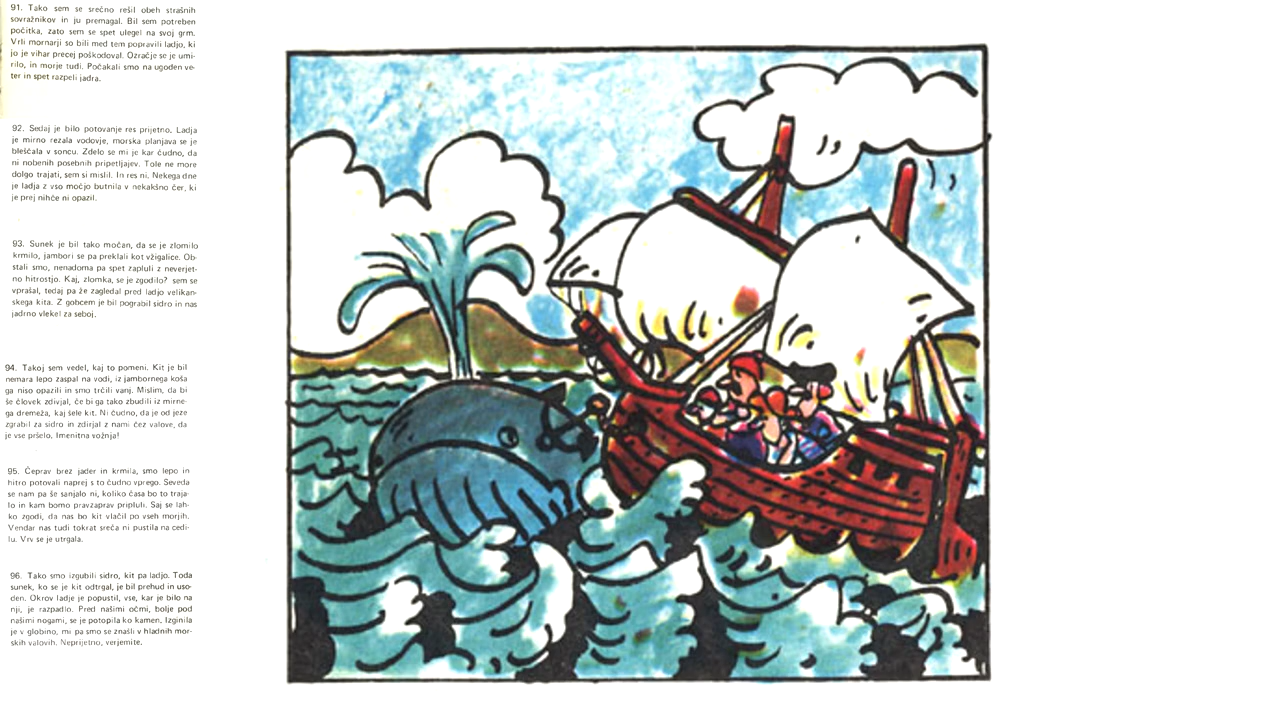 91. Tako sem se srečno rešil obeh strašnih
sovražnikov in ju premagal. Bil sem potreben
počitka, zato sem se spet ulegel na svoj grm.
Vrli mornarji so bili med tem popravili ladjo, ki
jo je vihar precej poškodoval. Ozračje se je umi-
rilo, in morje tudi. Počakali smo na ugoden ve-
ter in spet razpeli jadra.
92. Sedaj je bilo potovanje res prijetno. Ladja
je mirno rezala vodovje, morska planjava se je
bleščala v soncu. Zdelo se mi je kar čudno, da
ni nobenih posebnih pripetljajev. Tole ne more
dolgo trajati, sem si mislil. In res ni. Nekega dne
je ladja z vso močjo butnila v nekakšno čer, ki
je prej nihče ni opazil.
93. Sunek je bil tako močan, da se je zlomilo
krmilo, jambori se pa preklali kot vžigalice. Ob-
stali smo, nenadoma pa spet zapluli z neverjet-
no hitrostjo. Kaj, zlomka, se je zgodilo? sem se
vprašal, tedaj pa že zagledal pred ladjo velikan-
skega kita. Z gobcem je bil pograbil sidro in nas
jadrno vlekel za seboj.
94. Takoj sem vedel, kaj to pomeni. Kit je bil
nemara lepo zaspal na vodi, iz jambornega koša
ga niso opazili in smo trčili vanj. Mislim, da bi
še človek zdivjal, če bi ga tako zbudili iz mirne-
ga dremeža, kaj šele kit. Ni čudno, da je od jeze
zgrabil za sidro in zdirjal z nami čez valove, da
je vse pršelo. Imenitna vožnja!
95. Čeprav brez jader in krmila, smo lepo in
hitro potovali naprej s to čudno vprego. Seveda
se nam pa še sanjalo ni, koliko časa bo to traja-
lo in kam bomo pravzaprav pripluli. Saj se lah-
ko zgodi, da nas bo kit vlačil po vseh morjih.
Vendar nas tudi tokrat sreča ni pustila na cedi-
lu. Vrv se je utrgala.
96. Tako smo izgubili sidro, kit pa ladjo. Toda
sunek, ko se je kit odtrgal, je bil prehud in uso-
den. Okrov ladje je popustil, vse, kar je bilo na
nji, je razpadlo. Pred našimi očmi, bolje pod
našimi nogami, se je potopila ko kamen. Izginila
je v globino, mi pa smo se znašli v hladnih mor-
skih valovih. Neprijetno, verjemite.